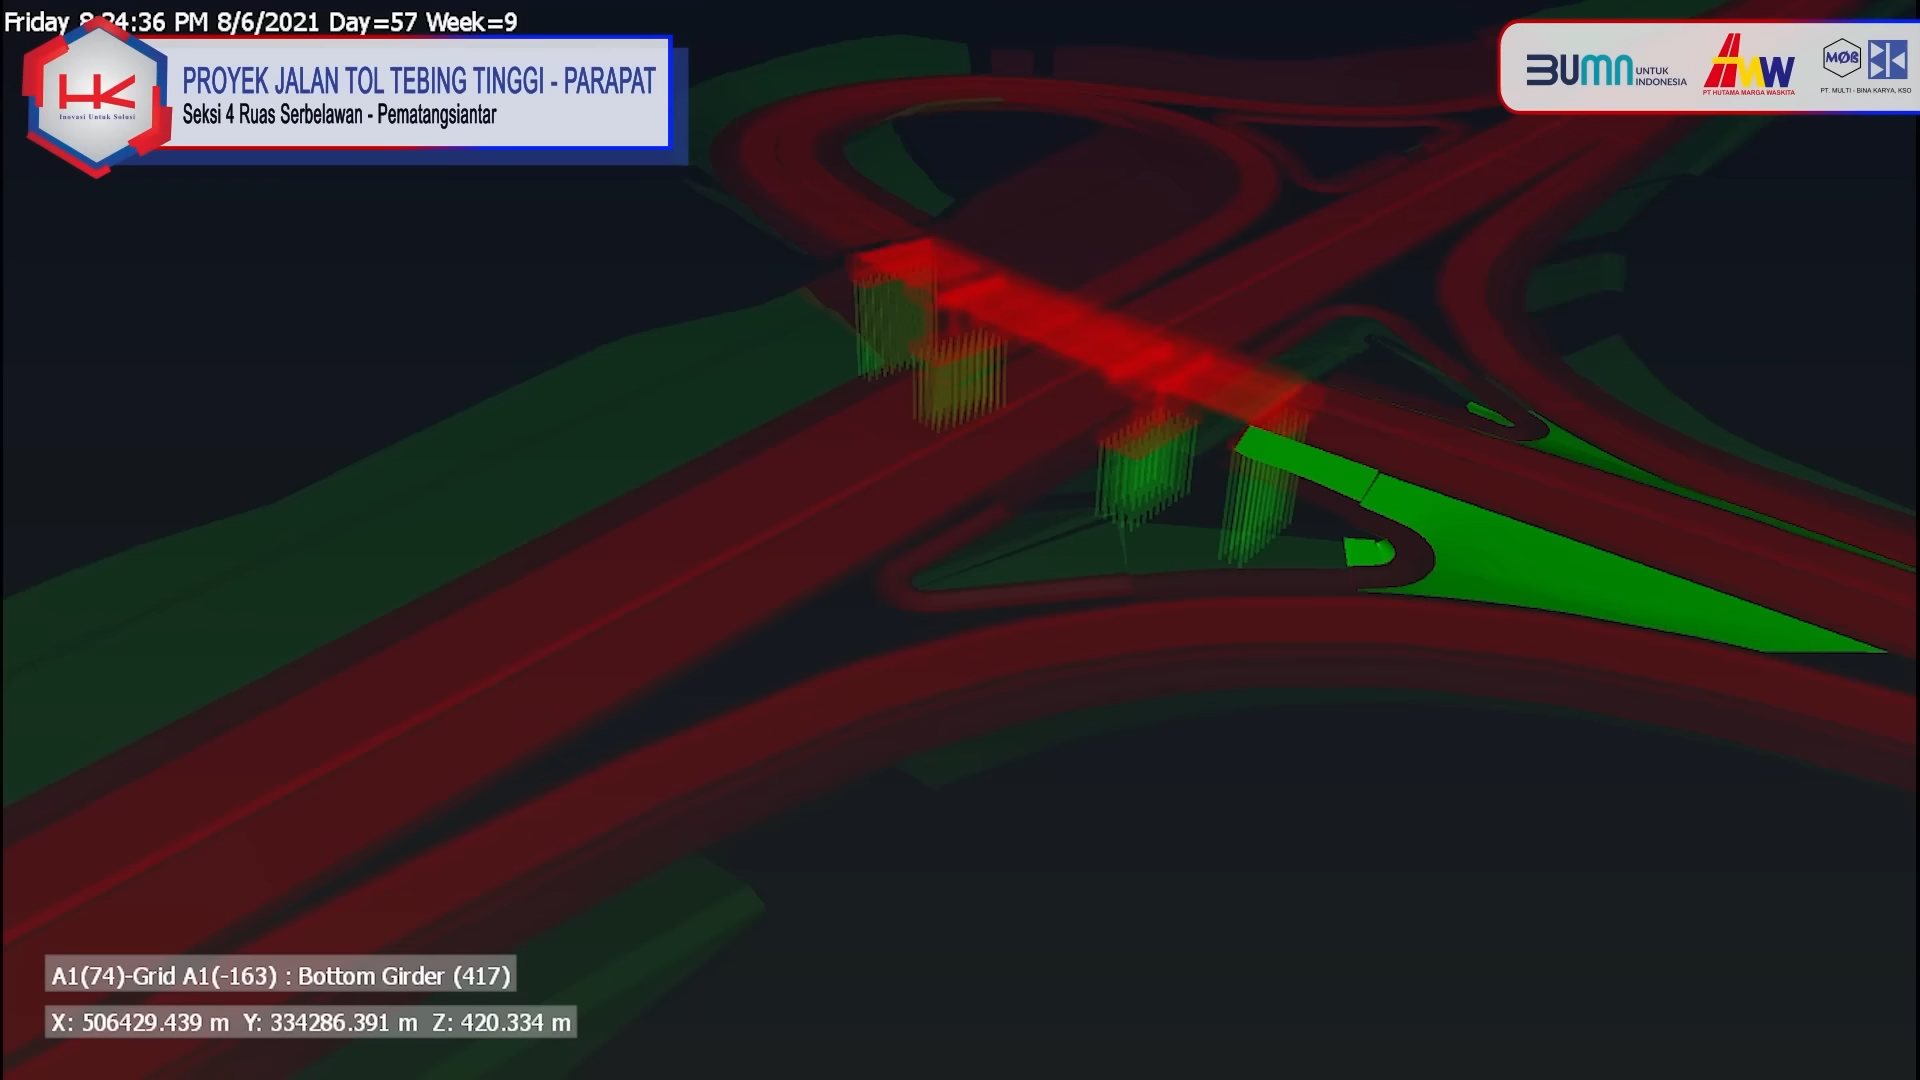 Friday 8:34:36 PM 8/6/2021 Day=57 Week=9
HK
Inovasi Untuk Solusi
PROYEK JALAN TOL TEBING TINGGI - PARAPAT
Seksi 4 Ruas Serbelawan - Pematangsiantar
BUMN UNTUK INDONESIA
HMW
PT HUTAMA MARGA WASKITA
MØB
PT. MULTI - BINA KARYA, KSO
A1(74)-Grid A1(-163) : Bottom Girder (417)
X: 506429.439 m Y: 334286.391 m Z: 420.334 m